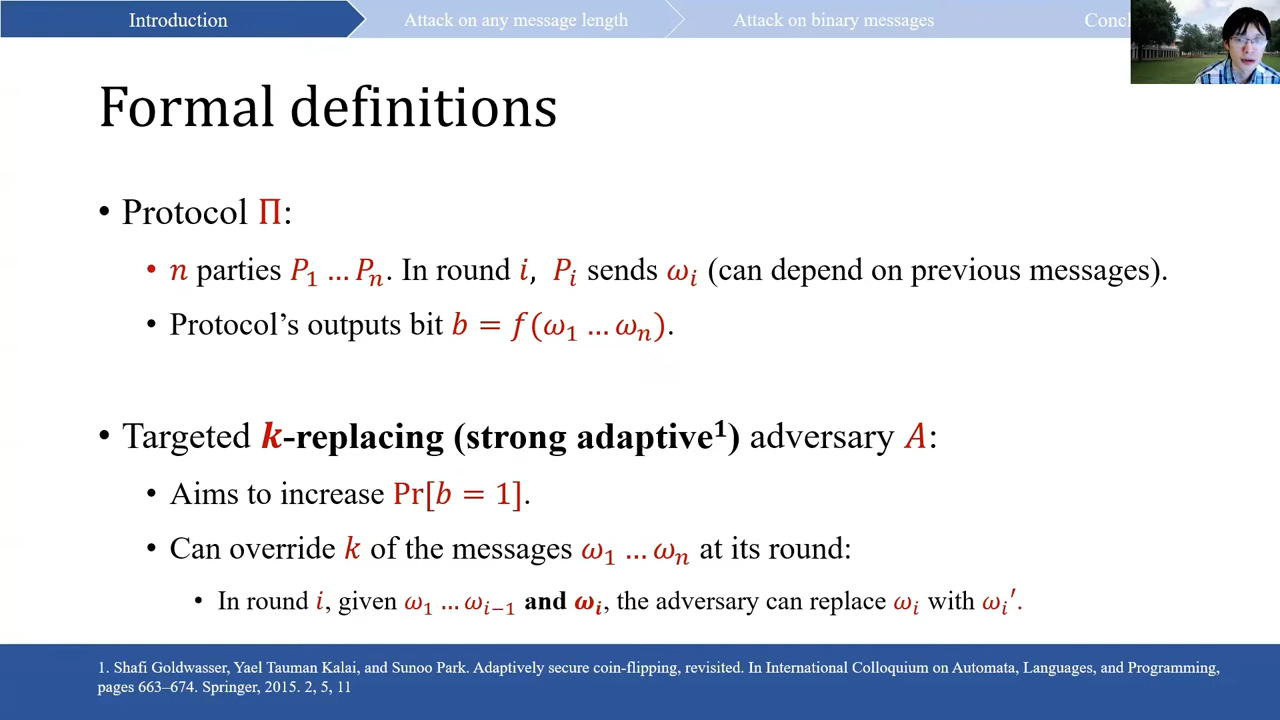 Introduction
Attack on any message length
Attack on binary messages
Formal definitions
• Protocol Π:
• n parties P₁ … Pₙ. In round i, Pᵢ sends ωᵢ (can depend on previous messages).
• Protocol's outputs bit b = f(ω₁ … ωₙ).
• Targeted k-replacing (strong adaptive¹) adversary A:
• Aims to increase Pr[b = 1].
• Can override k of the messages ω₁ … ωₙ at its round:
• In round i, given ω₁ … ωᵢ₋₁ and ωᵢ, the adversary can replace ωᵢ with ωᵢ′.
1. Shafi Goldwasser, Yael Tauman Kalai, and Sunoo Park. Adaptively secure coin-flipping, revisited. In International Colloquium on Automata, Languages, and Programming,
pages 663–674. Springer, 2015. 2, 5, 11